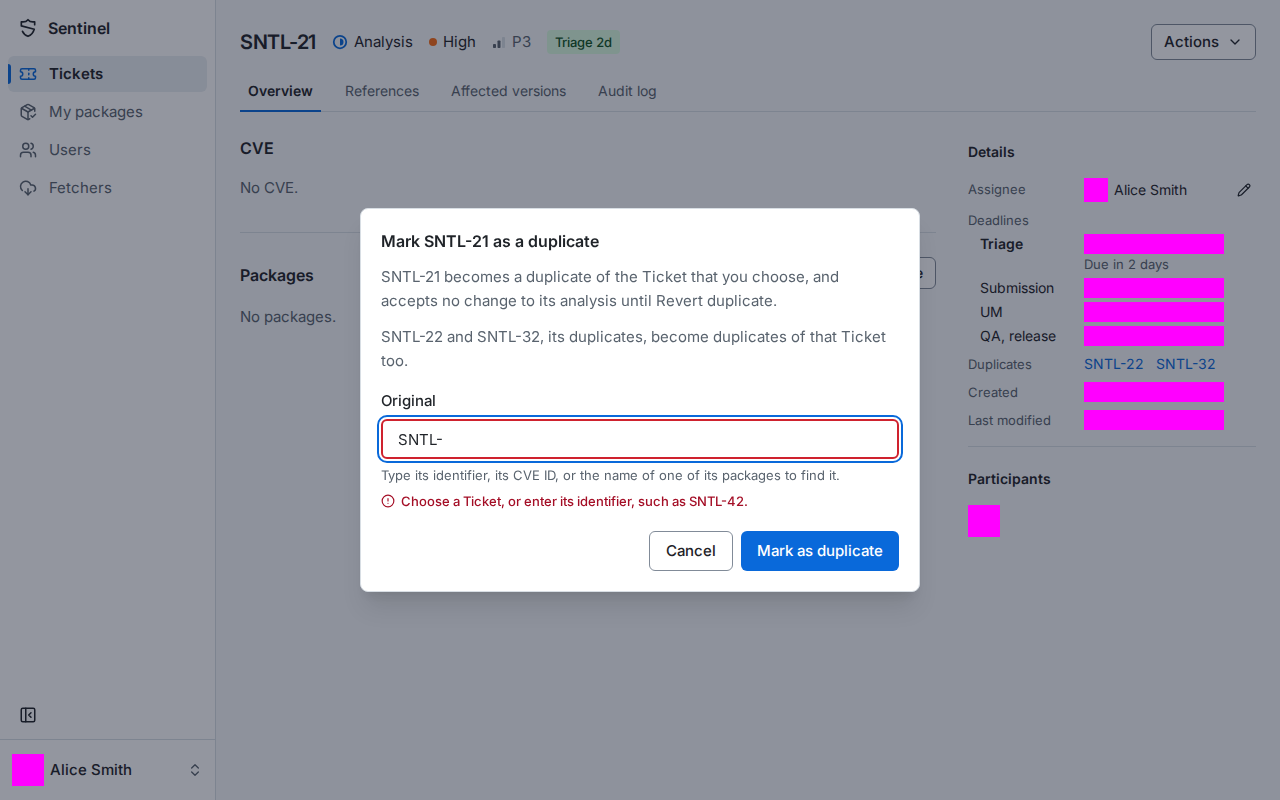 Sentinel
Tickets
My packages
Users
Fetchers
Alice Smith
SNTL-21
Analysis
High
P3
Triage 2d
Actions
Overview
References
Affected versions
Audit log
CVE
No CVE.
Packages
No packages.
Mark SNTL-21 as a duplicate
SNTL-21 becomes a duplicate of the Ticket that you choose, and
accepts no change to its analysis until Revert duplicate.
SNTL-22 and SNTL-32, its duplicates, become duplicates of that Ticket
too.
Original
SNTL-
Type its identifier, its CVE ID, or the name of one of its packages to find it.
Choose a Ticket, or enter its identifier, such as SNTL-42.
Cancel
Mark as duplicate
Details
Assignee
Alice Smith
Deadlines
Triage
Due in 2 days
Submission
UM
QA, release
Duplicates
SNTL-22 SNTL-32
Created
Last modified
Participants